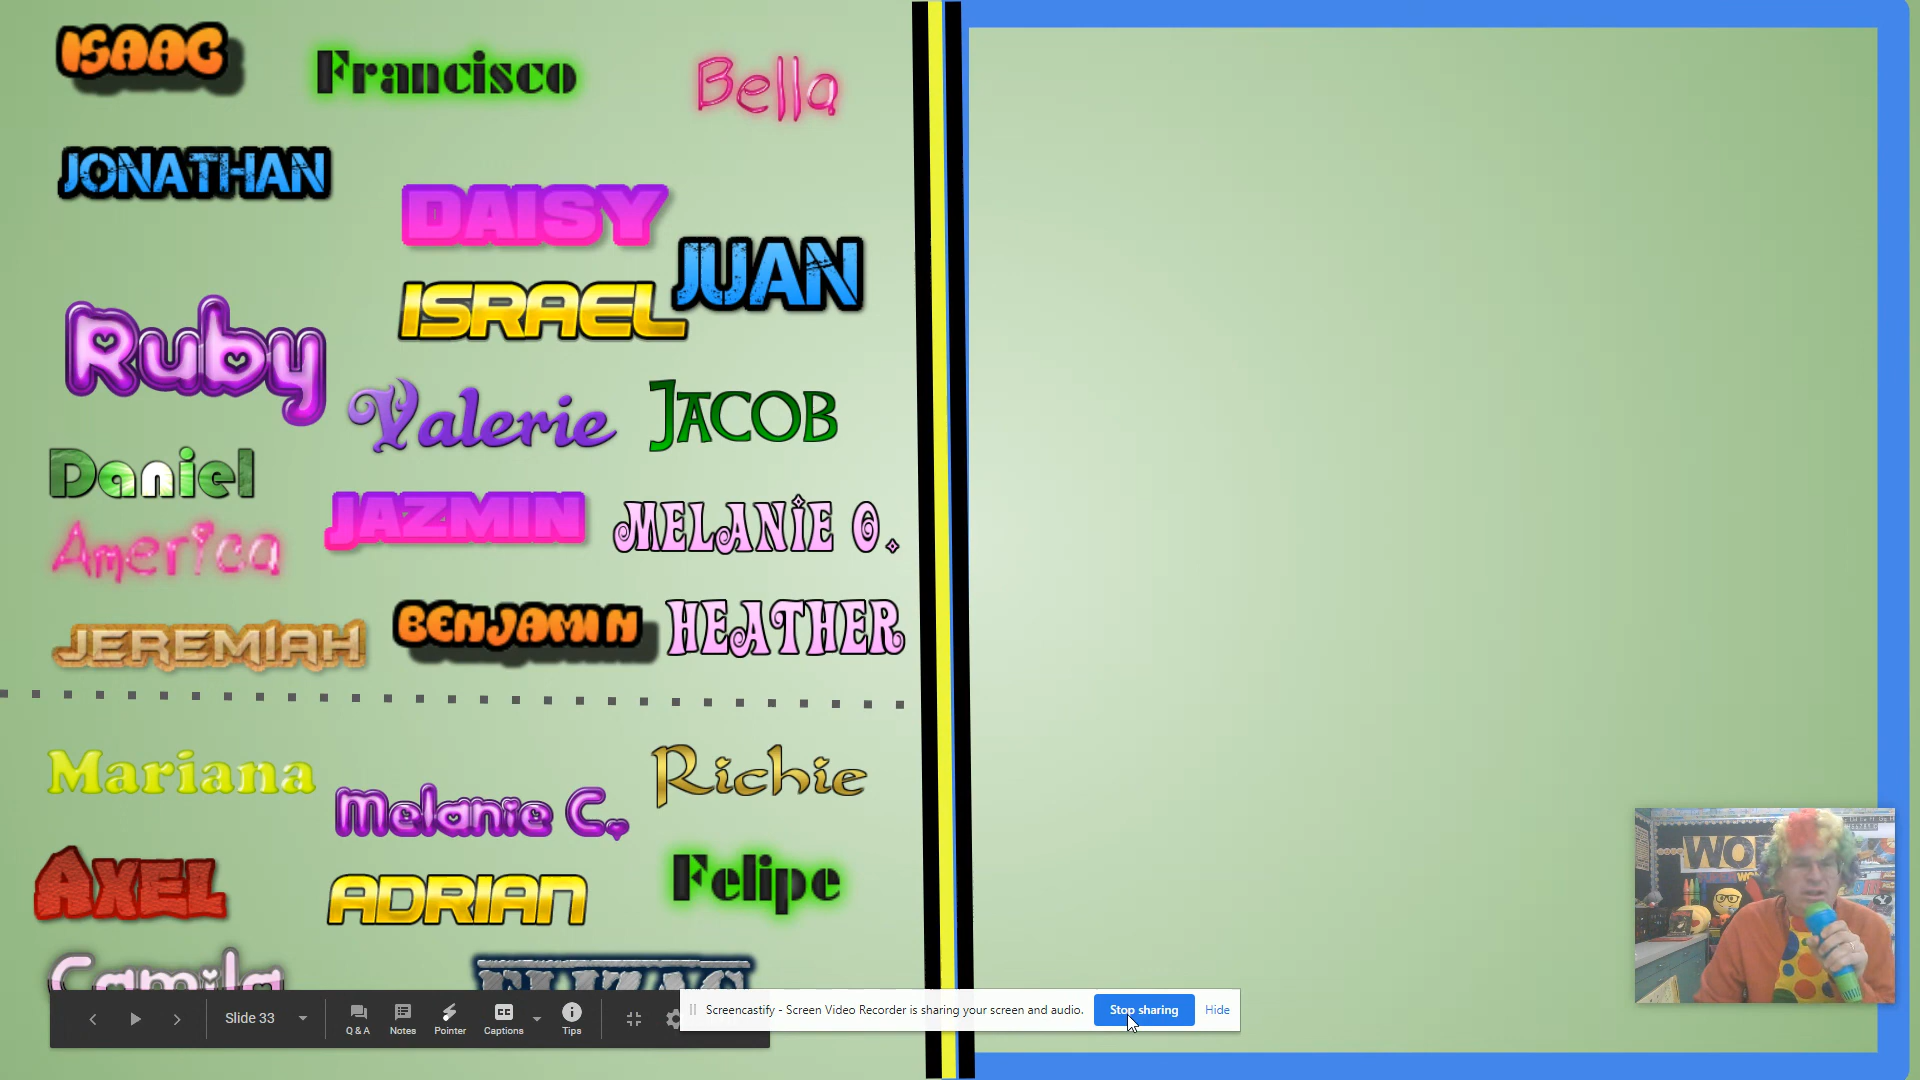 ISAAC
Francisco
Bella
JONATHAN
DAISY
JUAN
ISRAEL
Ruby
Valerie
JACOB
Daniel
JAZMIN
MELANIE O.
America
JEREMIAH
BENJAMIN
HEATHER
Mariana
Richie
Melanie C.
Axel
ADRIAN
Felipe
Camila
Slide 33
Q & A
Notes
Pointer
Captions
Tips
Screencastify - Screen Video Recorder is sharing your screen and audio.
Stop sharing
Hide